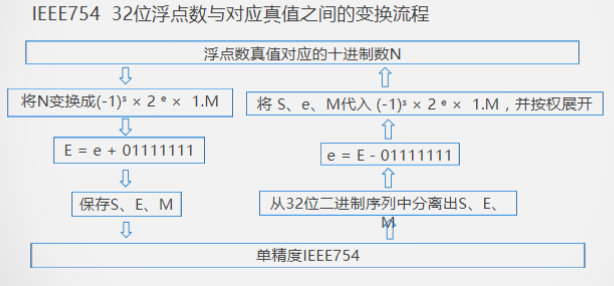 IEEE754 32位浮点数与对应真值之间的变换流程
浮点数真值对应的十进制数N
将N变换成(-1)ˢ × 2 ᵉ × 1.M
将 S、e、M代入 (-1)ˢ × 2 ᵉ × 1.M，并按权展开
E = e + 01111111
e = E - 01111111
保存S、E、M
从32位二进制序列中分离出S、E、
M
单精度IEEE754